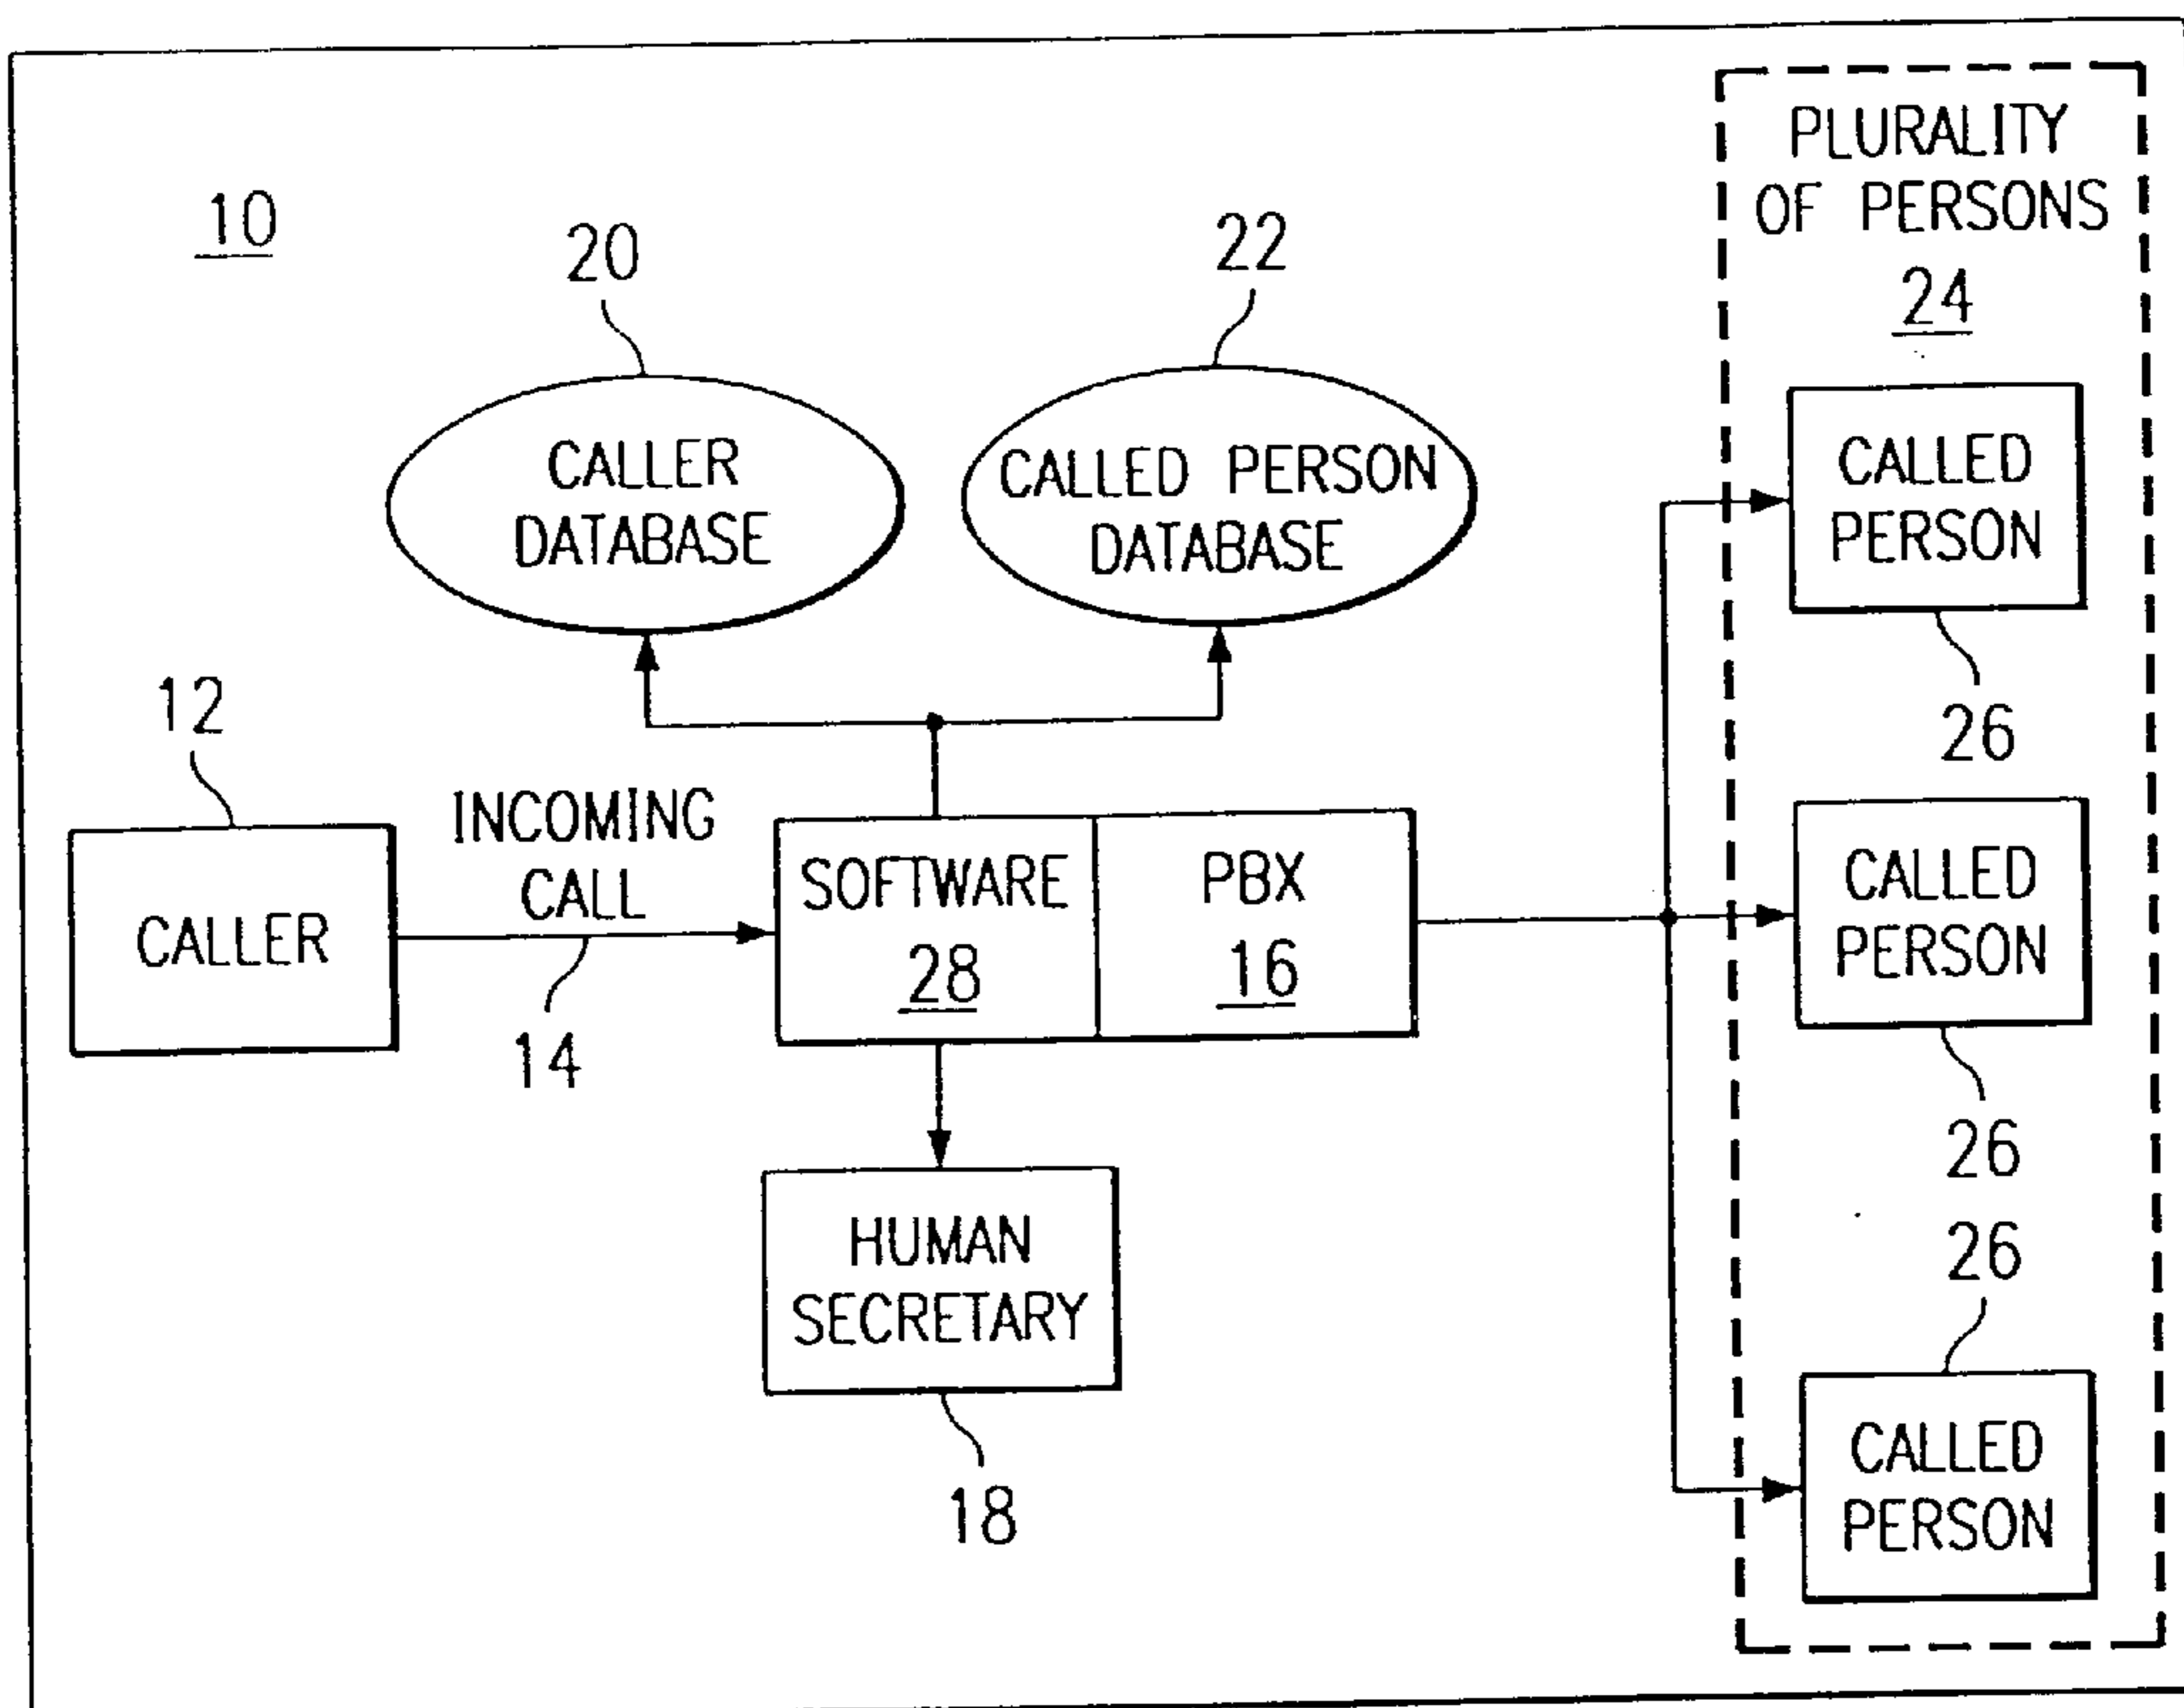 10
20
22
PLURALITY
OF PERSONS
24
CALLER
DATABASE
CALLED PERSON
DATABASE
CALLED
PERSON
26
12
INCOMING
CALL
14
CALLER
SOFTWARE
28
PBX
16
CALLED
PERSON
26
HUMAN
SECRETARY
18
26
CALLED
PERSON